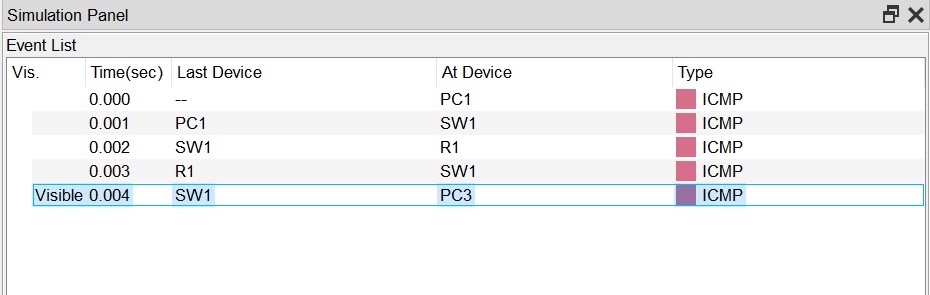 Simulation Panel
Event List
Vis. Time(sec) Last Device At Device Type
0.000 -- PC1 ICMP
0.001 PC1 SW1 ICMP
0.002 SW1 R1 ICMP
0.003 R1 SW1 ICMP
Visible 0.004 SW1 PC3 ICMP